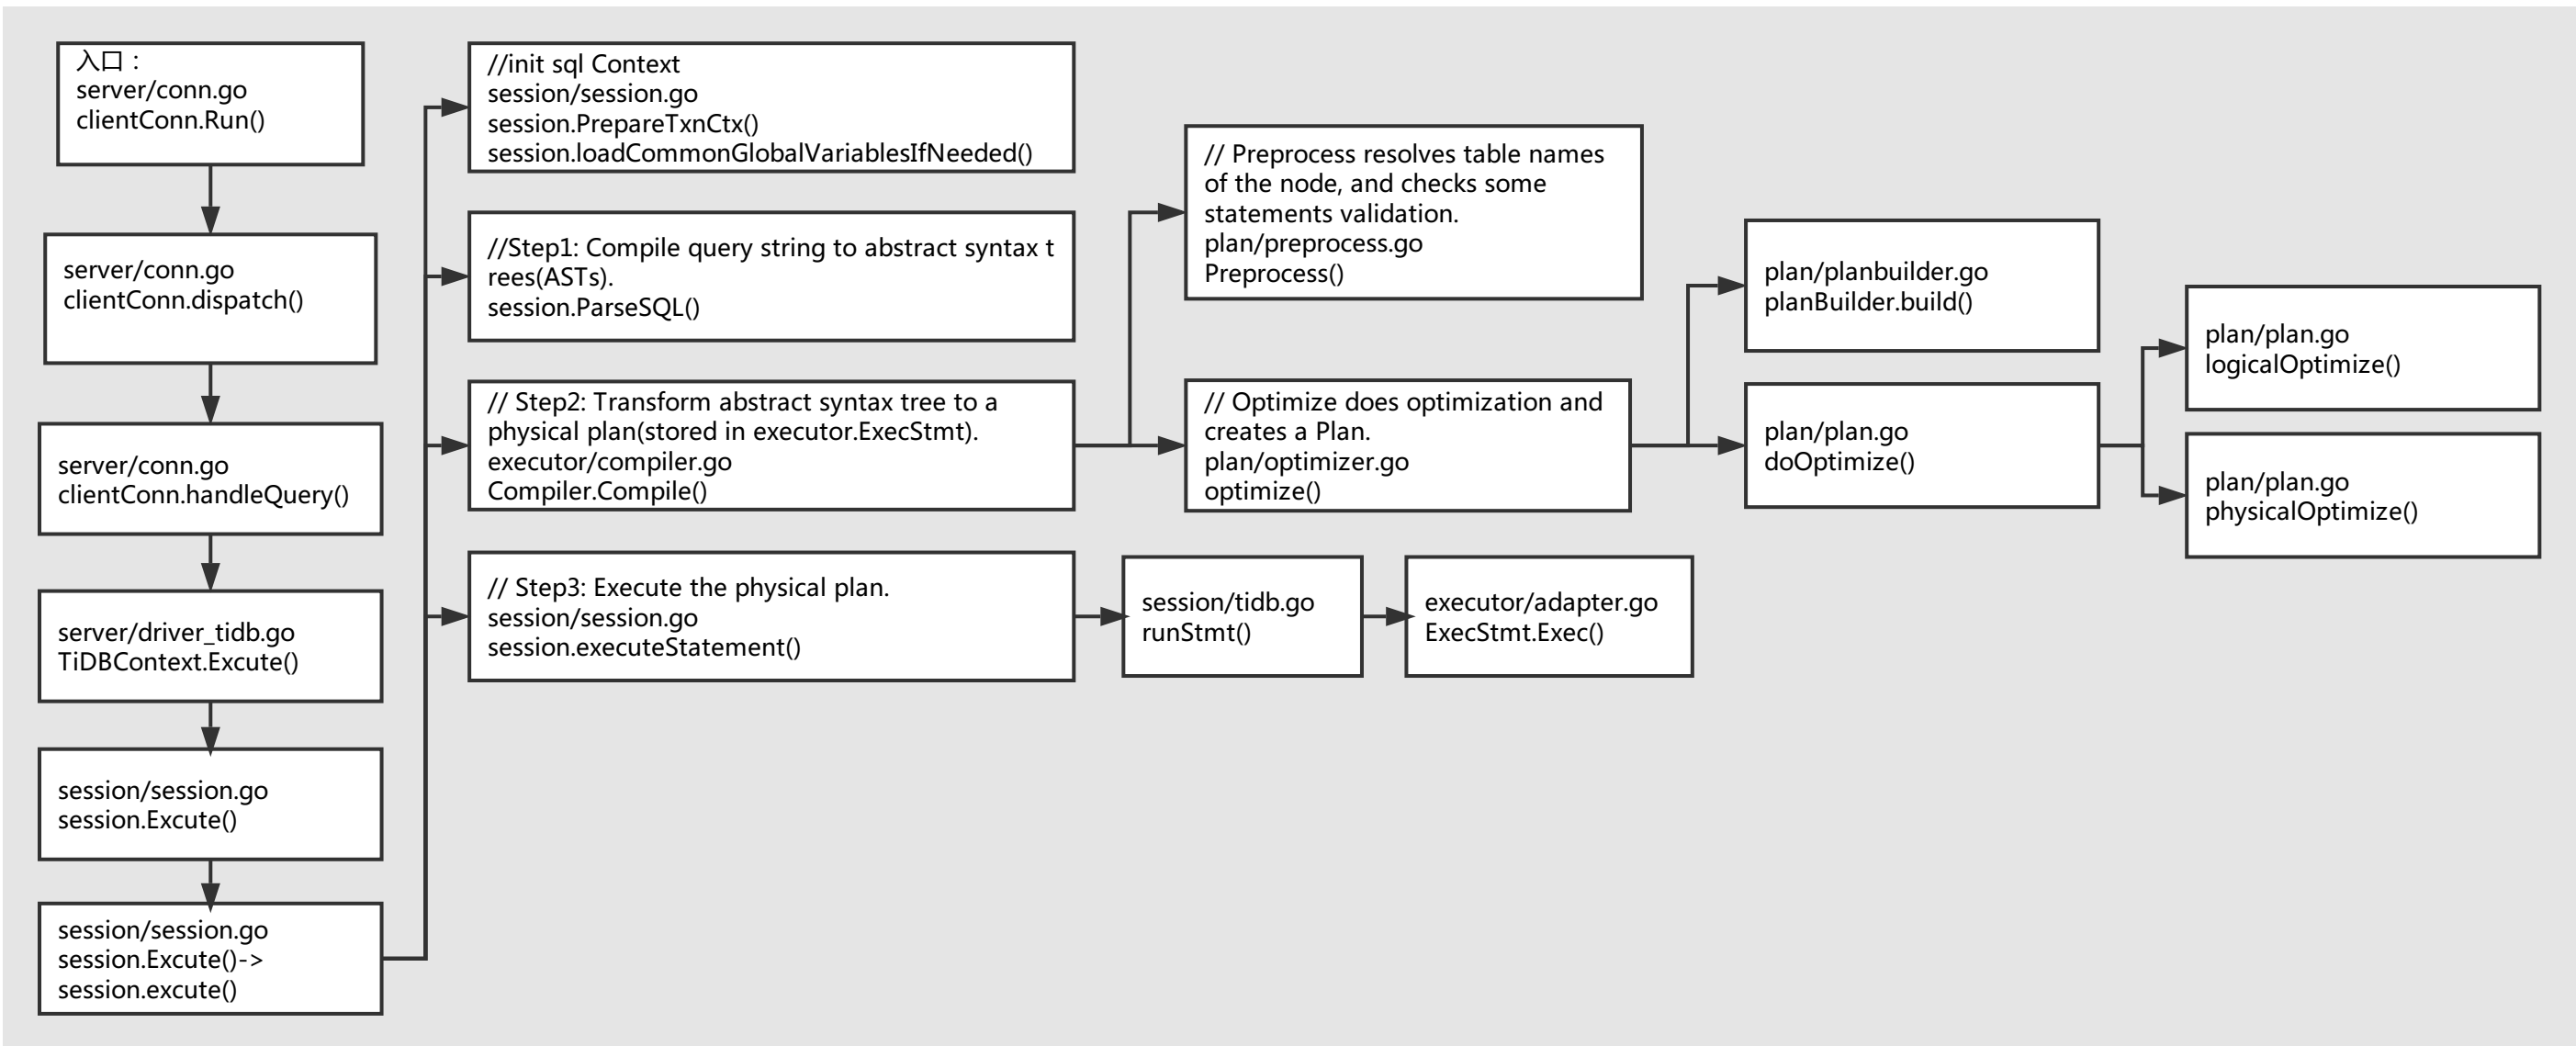 入口：
server/conn.go
clientConn.Run()
server/conn.go
clientConn.dispatch()
server/conn.go
clientConn.handleQuery()
server/driver_tidb.go
TiDBContext.Excute()
session/session.go
session.Excute()
session/session.go
session.Excute()->
session.excute()
//init sql Context
session/session.go
session.PrepareTxnCtx()
session.loadCommonGlobalVariablesIfNeeded()
//Step1: Compile query string to abstract syntax t
rees(ASTs).
session.ParseSQL()
// Step2: Transform abstract syntax tree to a
physical plan(stored in executor.ExecStmt).
executor/compiler.go
Compiler.Compile()
// Step3: Execute the physical plan.
session/session.go
session.executeStatement()
// Preprocess resolves table names
of the node, and checks some
statements validation.
plan/preprocess.go
Preprocess()
// Optimize does optimization and
creates a Plan.
plan/optimizer.go
optimize()
session/tidb.go
runStmt()
executor/adapter.go
ExecStmt.Exec()
plan/planbuilder.go
planBuilder.build()
plan/plan.go
doOptimize()
plan/plan.go
logicalOptimize()
plan/plan.go
physicalOptimize()